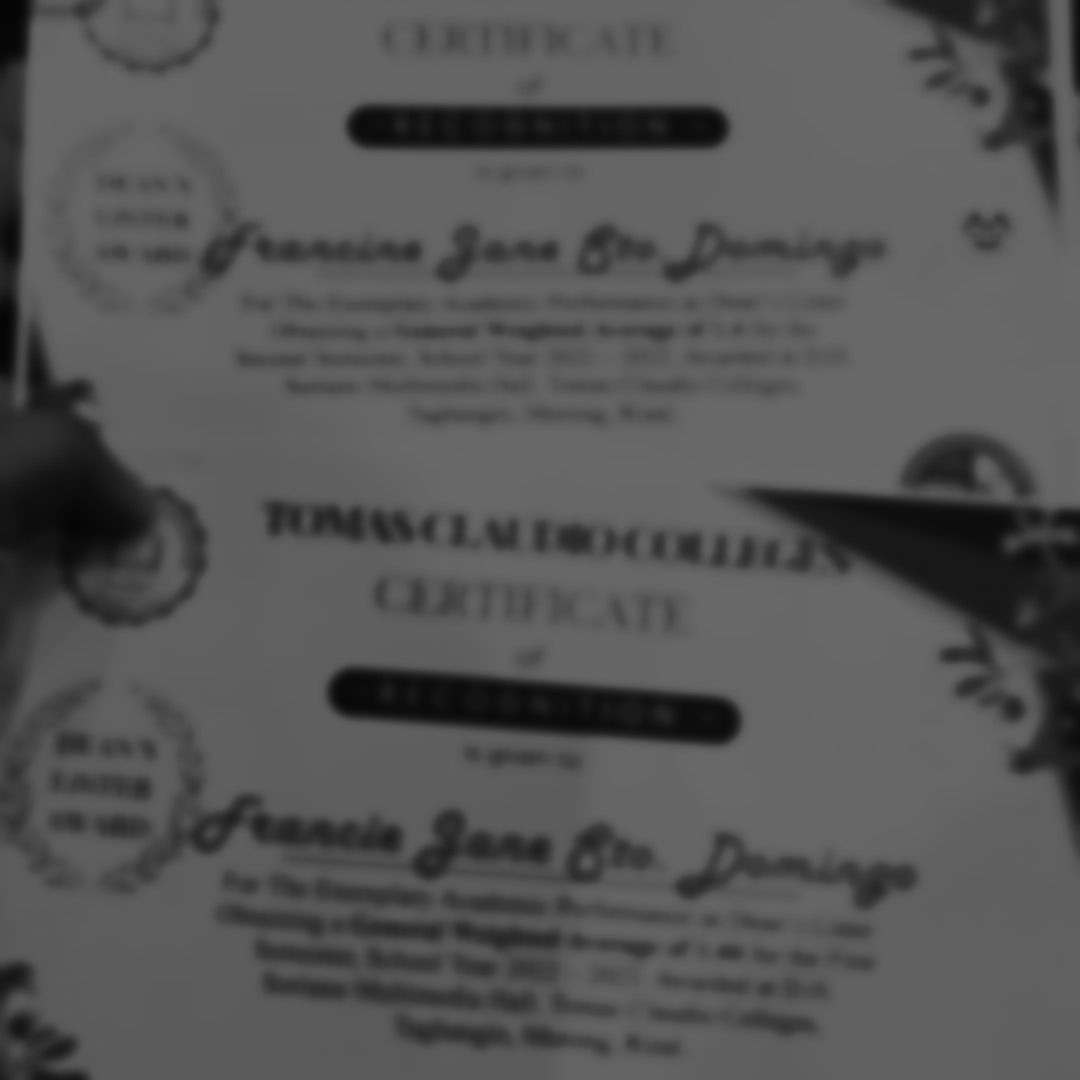 CERTIFICATE
of
RECOGNITION
is given to
DEAN'S
LISTER
AWARD
Francine Jane Sto. Domingo
For The Exemplary Academic Performance as Dean's Lister
Obtaining a General Weighted Average of for the
Second Semester, School Year 2022 - 2023. Awarded at D.O.
Soriano Multimedia Hall. Tomas Claudio Colleges,
Taghangin, Morong, Rizal.
TOMAS CLAUDIO COLLEGES
CERTIFICATE
of
RECOGNITION
is given to
DEAN'S
LISTER
AWARD
Francie Jane Sto. Domingo
For The Exemplary Academic Performance as Dean's Lister
Obtaining a General Weighted Average of for the First
Semester, School Year 2022 - 2023. Awarded at D.O.
Soriano Multimedia Hall. Tomas Claudio Colleges,
Taghangin, Morong, Rizal.